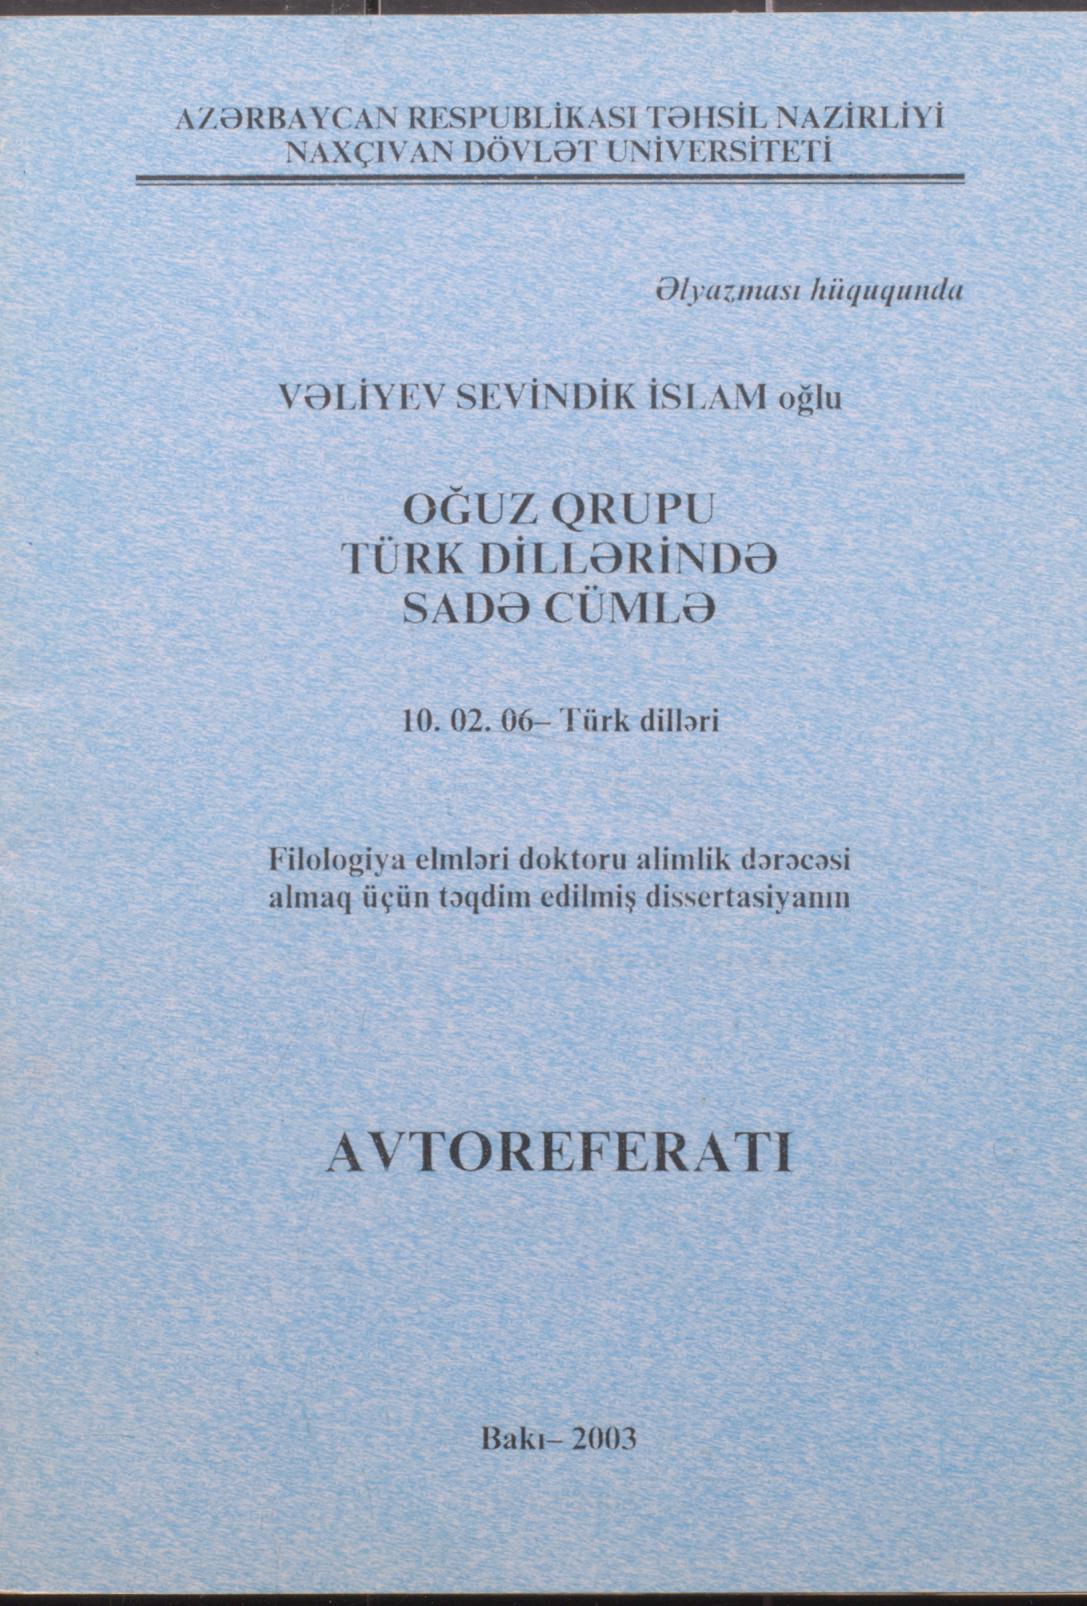 AZƏRBAYCAN RESPUBLİKASI TƏHSİL NAZİRLİYİ
NAXÇIVAN DÖVLƏT UNİVERSİTETİ
Əlyazması hüququnda
VƏLİYEV SEVİNDİK İSLAM oğlu
OĞUZ QRUPU
TÜRK DİLLƏRİNDƏ
SADƏ CÜMLƏ
10. 02. 06– Türk dilləri
Filologiya elmləri doktoru alimlik dərəcəsi
almaq üçün təqdim edilmiş dissertasiyanın
AVTOREFERATI
Bakı– 2003